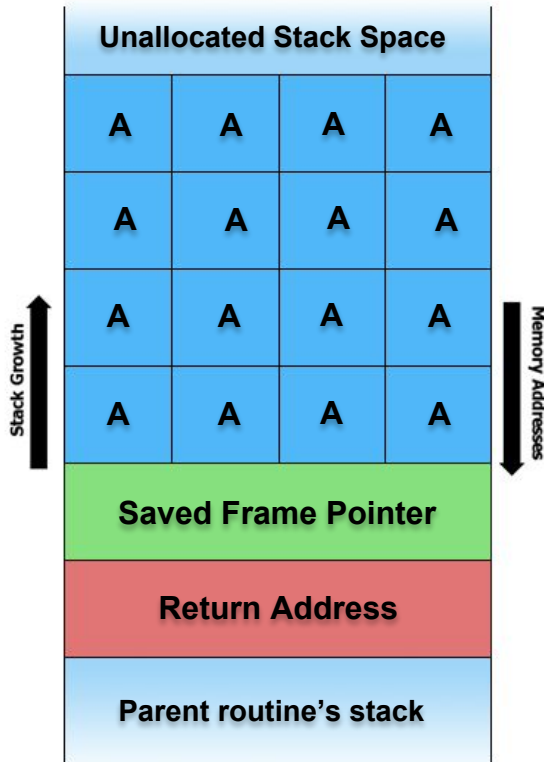 Unallocated Stack Space
A A A A
A A A A
A A A A
A A A A
Stack Growth
Memory Addresses
Saved Frame Pointer
Return Address
Parent routine's stack